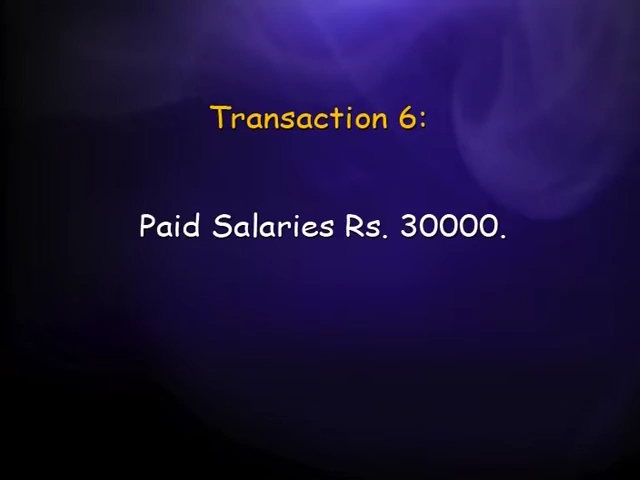 Transaction 6:
Paid Salaries Rs. 30000.